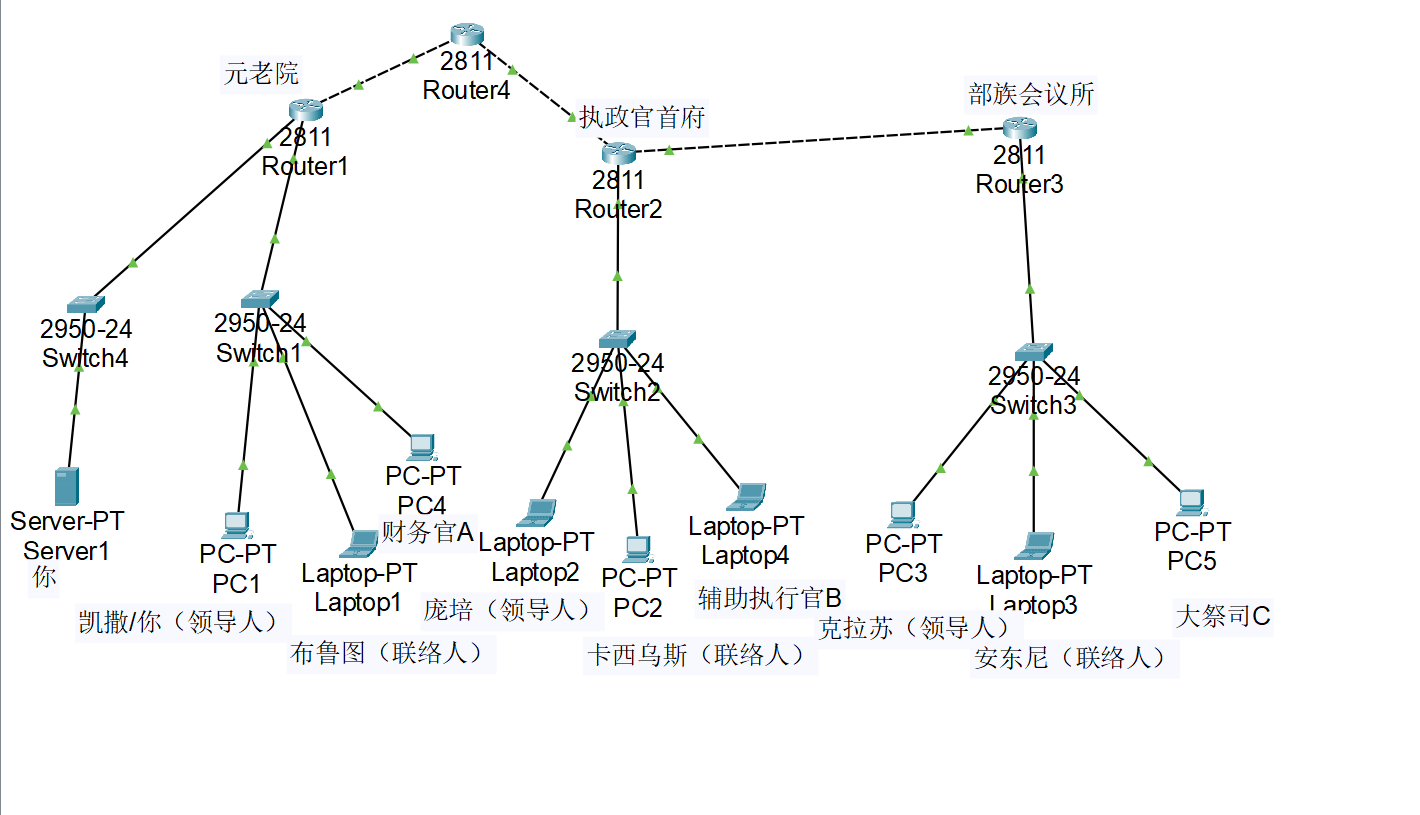 2811
Router4
元老院
2811
Router1
执政官首府
2811
Router2
部族会议所
2811
Router3
2950-24
Switch4
2950-24
Switch1
2950-24
Switch2
2950-24
Switch3
Server-PT
Server1
你
PC-PT
PC1
凯撒/你（领导人）
Laptop-PT
Laptop1
布鲁图（联络人）
PC-PT
PC4
财务官A
Laptop-PT
Laptop2
庞培（领导人）
PC-PT
PC2
卡西乌斯（联络人）
Laptop-PT
Laptop4
辅助执行官B
PC-PT
PC3
克拉苏（领导人）
Laptop-PT
Laptop3
安东尼（联络人）
PC-PT
PC5
大祭司C